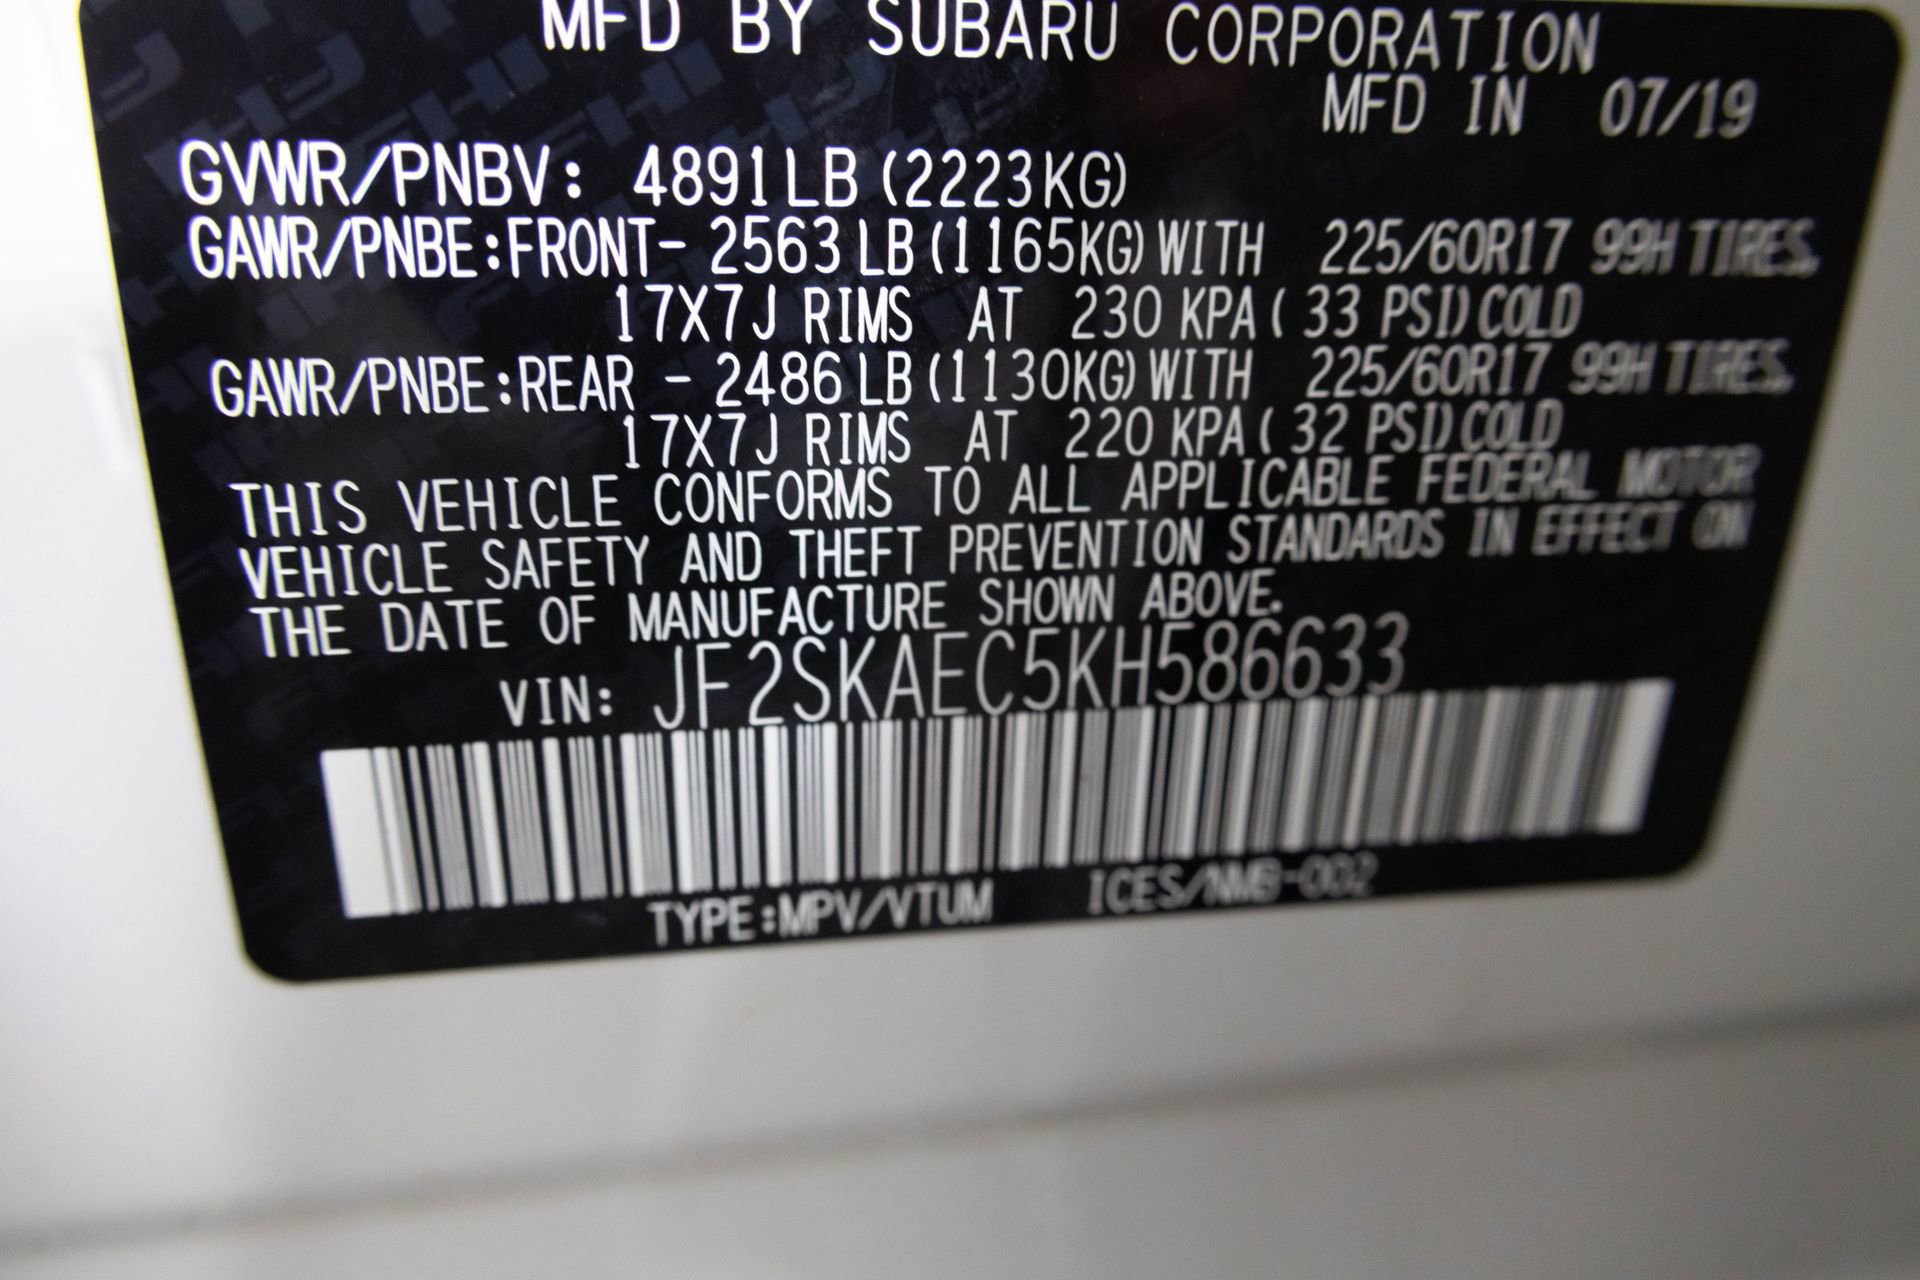 MFD BY SUBARU CORPORATION
MFD IN 07/19
GVWR/PNBV: 4891LB (2223KG)
GAWR/PNBE:FRONT- 2563 LB (1165KG) WITH 225/60R17 99H TIRES,
17X7J RIMS AT 230 KPA ( 33 PSI) COLD
GAWR/PNBE:REAR - 2486 LB (1130KG) WITH 225/60R17 99H TIRES,
17X7J RIMS AT 220 KPA ( 32 PSI) COLD
THIS VEHICLE CONFORMS TO ALL APPLICABLE FEDERAL MOTOR
VEHICLE SAFETY AND THEFT PREVENTION STANDARDS IN EFFECT ON
THE DATE OF MANUFACTURE SHOWN ABOVE.
VIN: JF2SKAEC5KH586633
TYPE:MPV/VTUM ICES/NMB-002